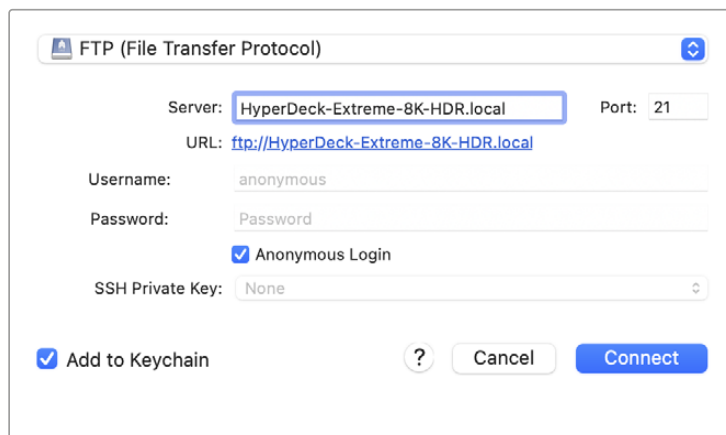 FTP (File Transfer Protocol)
Server: HyperDeck-Extreme-8K-HDR.local Port: 21
URL: ftp://HyperDeck-Extreme-8K-HDR.local
Username: anonymous
Password: Password
Anonymous Login
SSH Private Key: None
Add to Keychain ? Cancel Connect